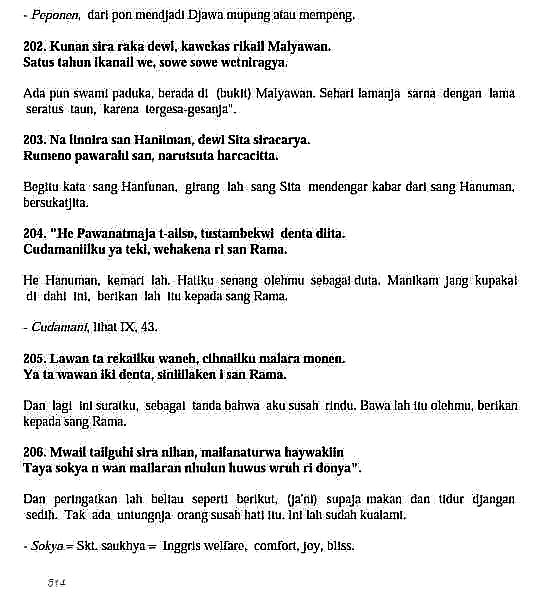 - Peponen, dari pon mendjadi Djawa mupung atau mempeng.
202. Kunan sira raka dewi, kawekas rikail Malyawan.
Satus tahun ikanail we, sowe sowe wetniragya.
Ada pun swami paduka, berada di (bukit) Malyawan. Sehari lamanja sama dengan lama
seratus taun, karena tergesa-gesanja".
203. Na linnira san Hanilman, dewi Sita siracarya.
Rumeno pawarahl san, narutsuta harcacitta.
Begitu kata sang Hanfunan, girang lah sang Sita mendengar kabar dari sang Hanuman,
bersukatjita.
204. "He Pawanatmaja t-ailsp, tustambekwi denta dlita.
Cudamanillku ya teki, wehakena ri san Rama.
He Hanuman, kemari lah. Hatiku senang olehmu sebagai duta. Manikam jang kupakai
di dahi ini, berikan lah itu kepada sang Rama.
- Cudamani, lihat IX, 43.
205. Lawan ta rekailku waneh, cihnailku malara monen.
Ya ta wawan iki denta, sinlillaken i san Rama.
Dan lagi ini suratku, sebagai tanda bahwa aku susah rindu. Bawa lah itu olehmu, berikan
kepada sang Rama.
206. Mwail tailguhi sira nihan, mailanaturwa haywakiin
Taya sokya n wan mailaran nhulun huwus wruh ri donya".
Dan peringatkan lah beliau seperti berikut, (ja'ni) supaja makan dan tidur djangan
sedih. Tak ada untungnja orang susah hati itu. Ini lah sudah kualami.
- Sokya = Skt. saukhya = Inggris welfare, comfort, joy, bliss.
514